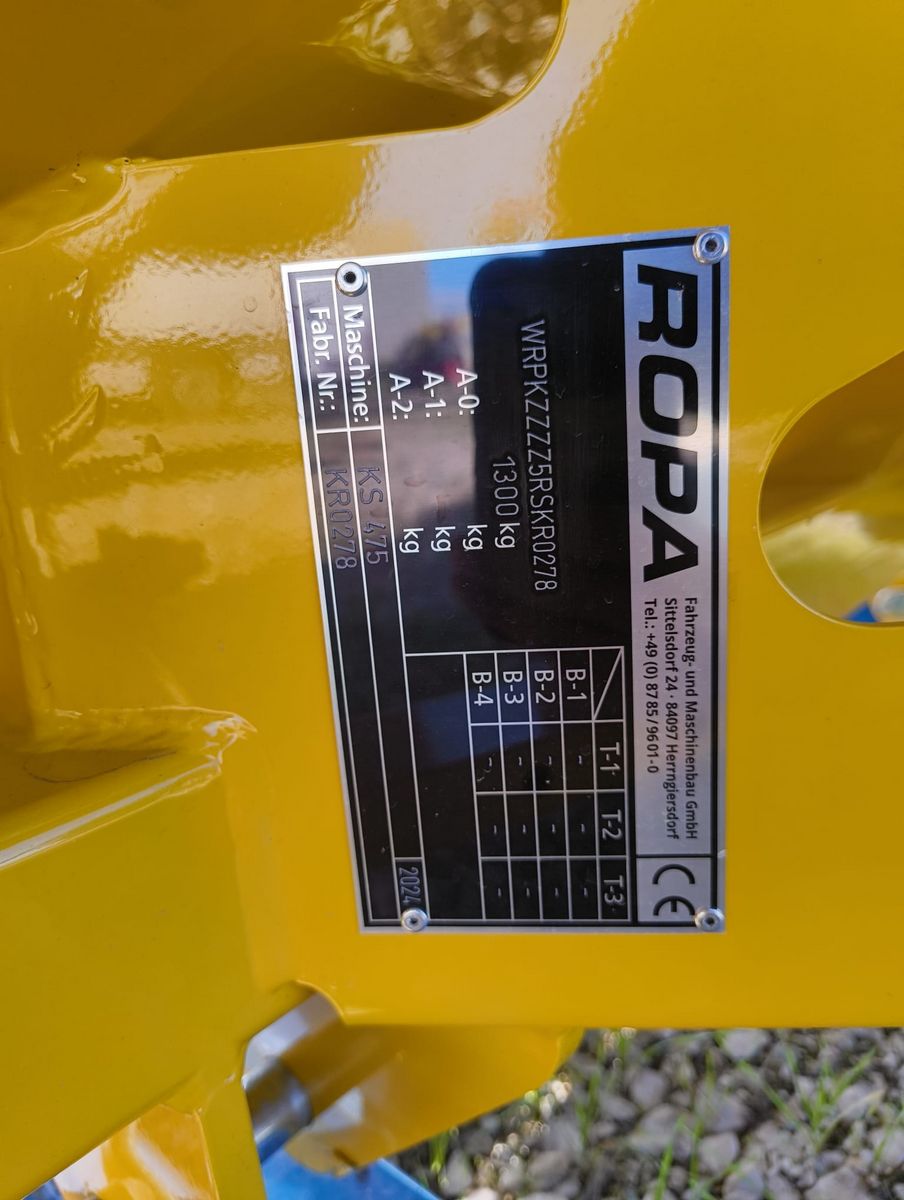 ROPA
Fahrzeug- und Maschinenbau GmbH
Sittelsdorf 24 · 84097 Herrngiersdorf
Tel.: +49 (0) 8785/9601-0
CE
WRPKZZZZ5RSKR0278
1300 kg
A-0: kg
A-1: kg
A-2: kg
T-1 T-2 T-3
B-1 - - -
B-2 - - -
B-3 - - -
B-4 - - -
2024
Maschine: KS 475
Fabr. Nr.: KR0278